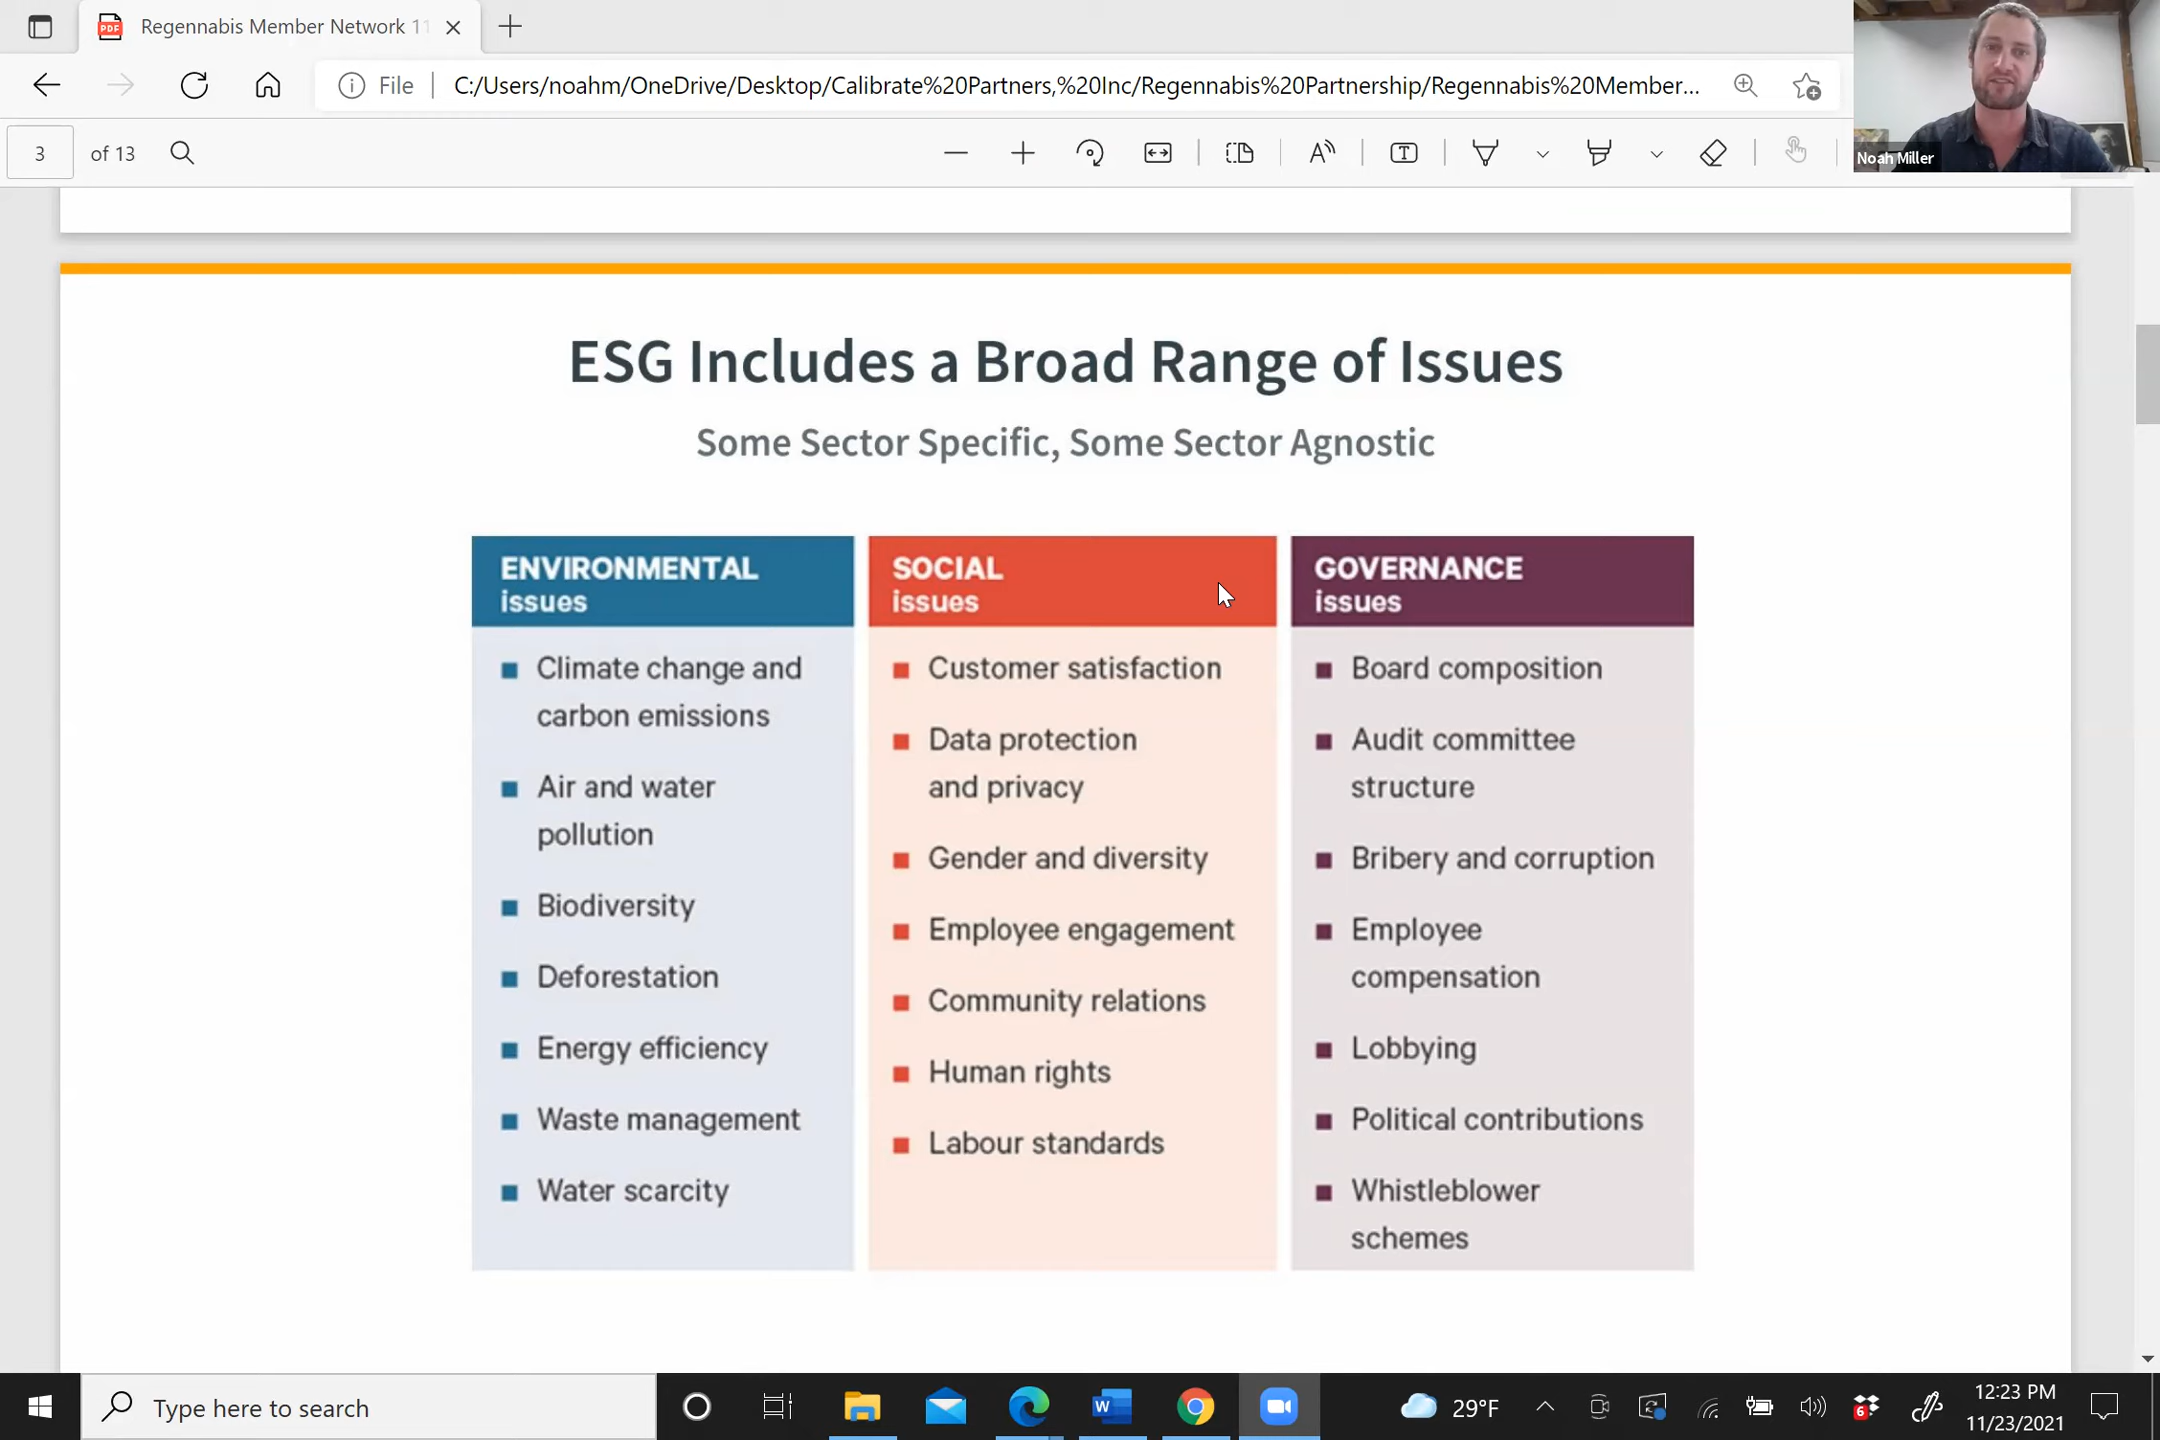 Regennabis Member Network 11
File
C:/Users/noahm/OneDrive/Desktop/Calibrate%20Partners,%20Inc/Regennabis%20Partnership/Regennabis%20Member...
3 of 13
Noah Miller
ESG Includes a Broad Range of Issues
Some Sector Specific, Some Sector Agnostic
ENVIRONMENTAL
issues
Climate change and
carbon emissions
Air and water
pollution
Biodiversity
Deforestation
Energy efficiency
Waste management
Water scarcity
SOCIAL
issues
Customer satisfaction
Data protection
and privacy
Gender and diversity
Employee engagement
Community relations
Human rights
Labour standards
GOVERNANCE
issues
Board composition
Audit committee
structure
Bribery and corruption
Employee
compensation
Lobbying
Political contributions
Whistleblower
schemes
Type here to search
29°F
6
12:23 PM
11/23/2021